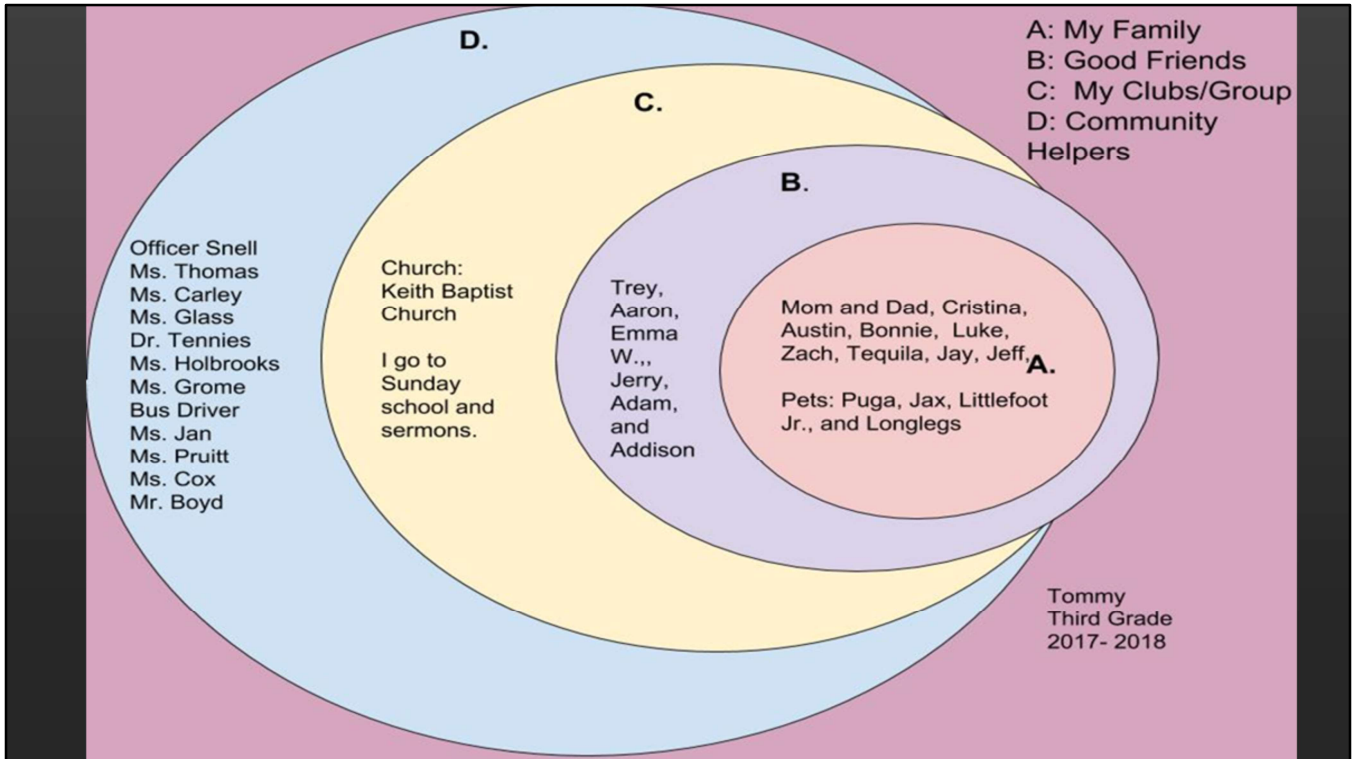 D.
A: My Family
B: Good Friends
C: My Clubs/Group
D: Community
Helpers
C.
B.
Officer Snell
Ms. Thomas
Ms. Carley
Ms. Glass
Dr. Tennies
Ms. Holbrooks
Ms. Grome
Bus Driver
Ms. Jan
Ms. Pruitt
Ms. Cox
Mr. Boyd
Church:
Keith Baptist
Church
I go to
Sunday
school and
sermons.
Trey,
Aaron,
Emma
W.,,
Jerry,
Adam,
and
Addison
Mom and Dad, Cristina,
Austin, Bonnie, Luke,
Zach, Tequila, Jay, Jeff,
A.
Pets: Puga, Jax, Littlefoot
Jr., and Longlegs
Tommy
Third Grade
2017- 2018